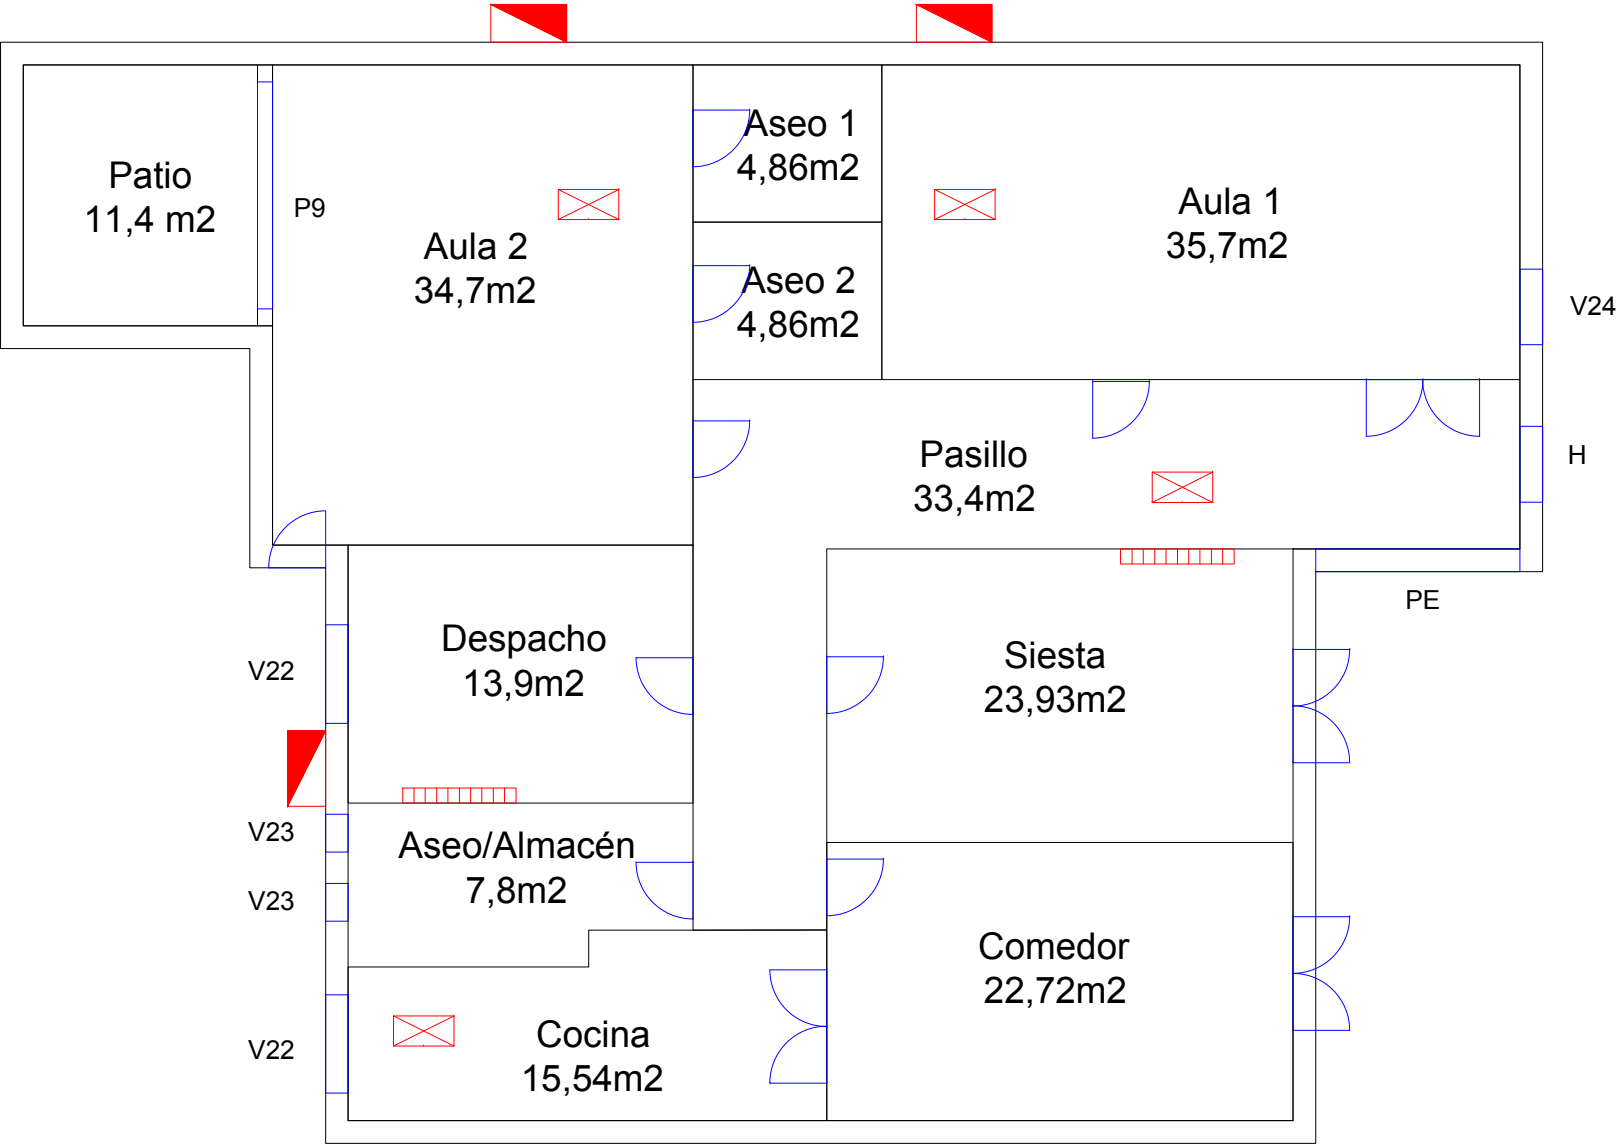 Patio
11,4 m2
P9
Aula 2
34,7m2
Aseo 1
4,86m2
Aseo 2
4,86m2
Aula 1
35,7m2
V24
Pasillo
33,4m2
H
PE
Despacho
13,9m2
V22
Siesta
23,93m2
V23
Aseo/Almacén
7,8m2
V23
Comedor
22,72m2
Cocina
15,54m2
V22